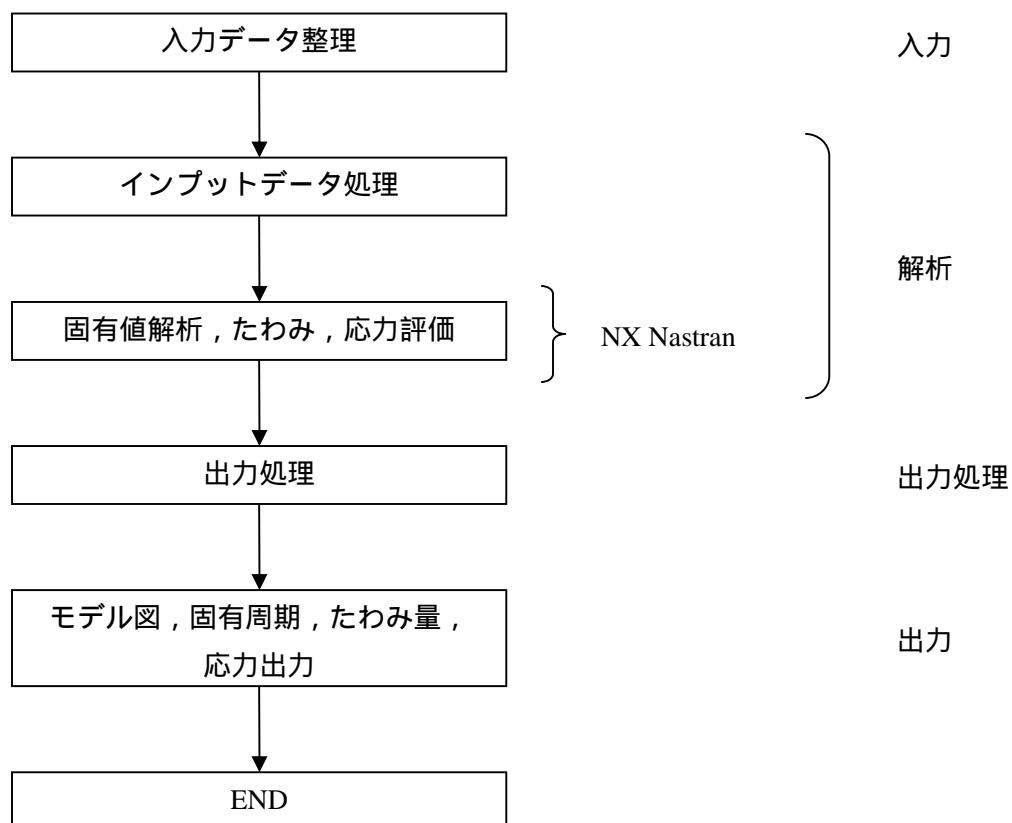 入力データ整理
入力
インプットデータ処理
解析
固有値解析，たわみ，応力評価
NX Nastran
出力処理
出力処理
モデル図，固有周期，たわみ量，
応力出力
出力
END